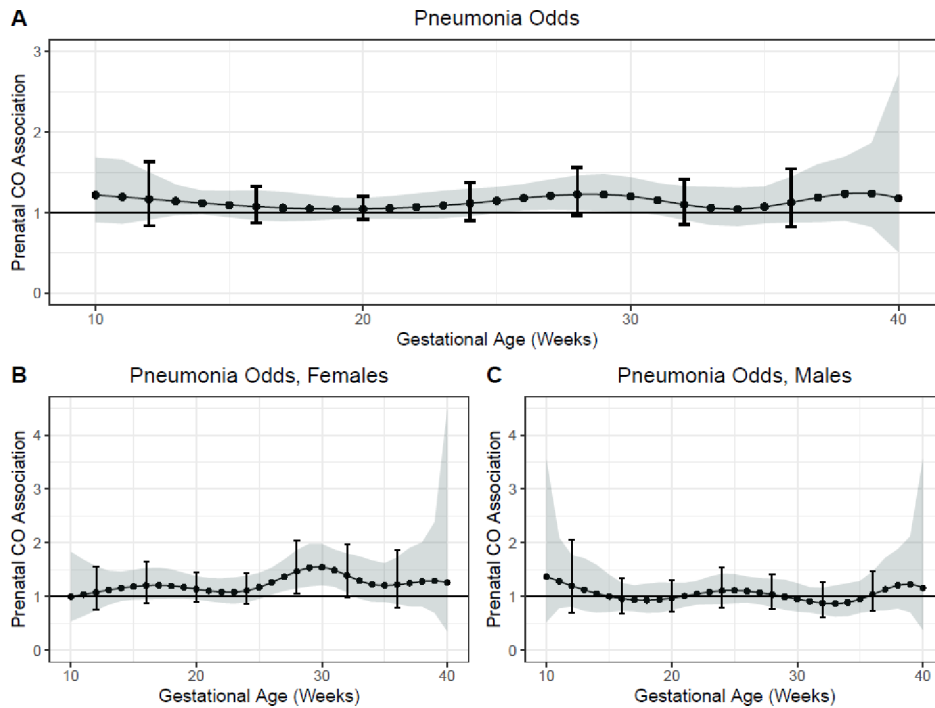 A
Pneumonia Odds
Prenatal CO Association
3
2
1
0
10 20 30 40
Gestational Age (Weeks)
B
Pneumonia Odds, Females
Prenatal CO Association
4
3
2
1
0
10 20 30 40
Gestational Age (Weeks)
C
Pneumonia Odds, Males
Prenatal CO Association
4
3
2
1
0
10 20 30 40
Gestational Age (Weeks)